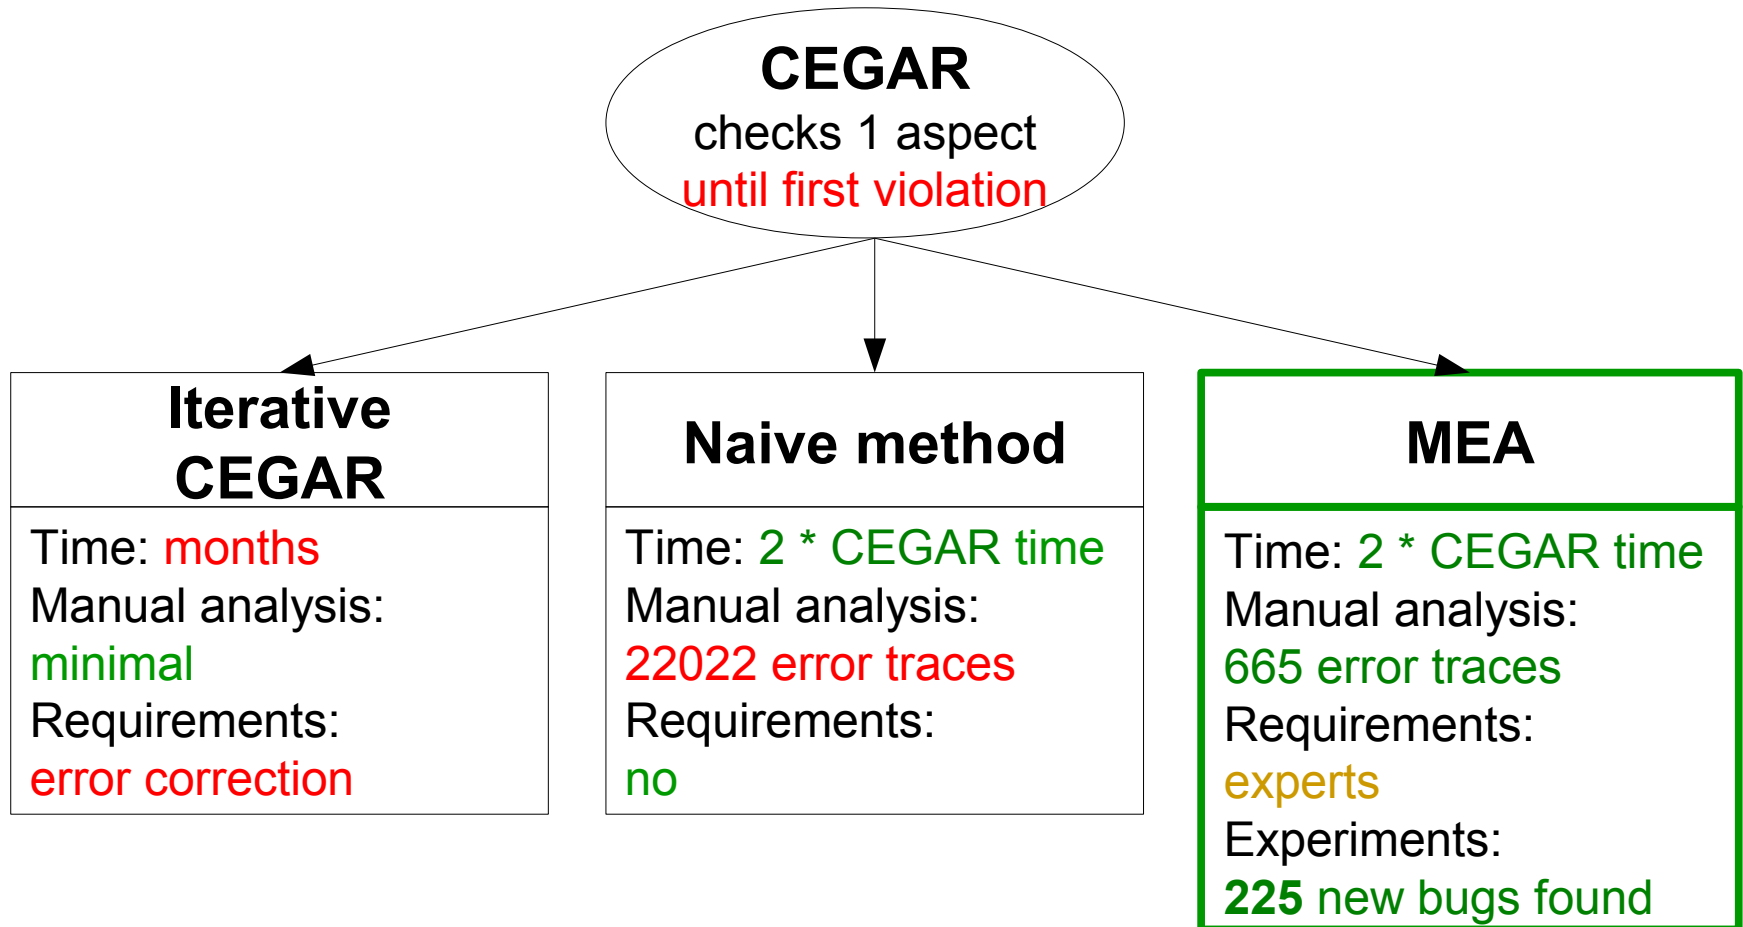 CEGAR
checks 1 aspect
until first violation
Iterative
CEGAR
Time: months
Manual analysis:
minimal
Requirements:
error correction
Naive method
Time: 2 * CEGAR time
Manual analysis:
22022 error traces
Requirements:
no
MEA
Time: 2 * CEGAR time
Manual analysis:
665 error traces
Requirements:
experts
Experiments:
225 new bugs found